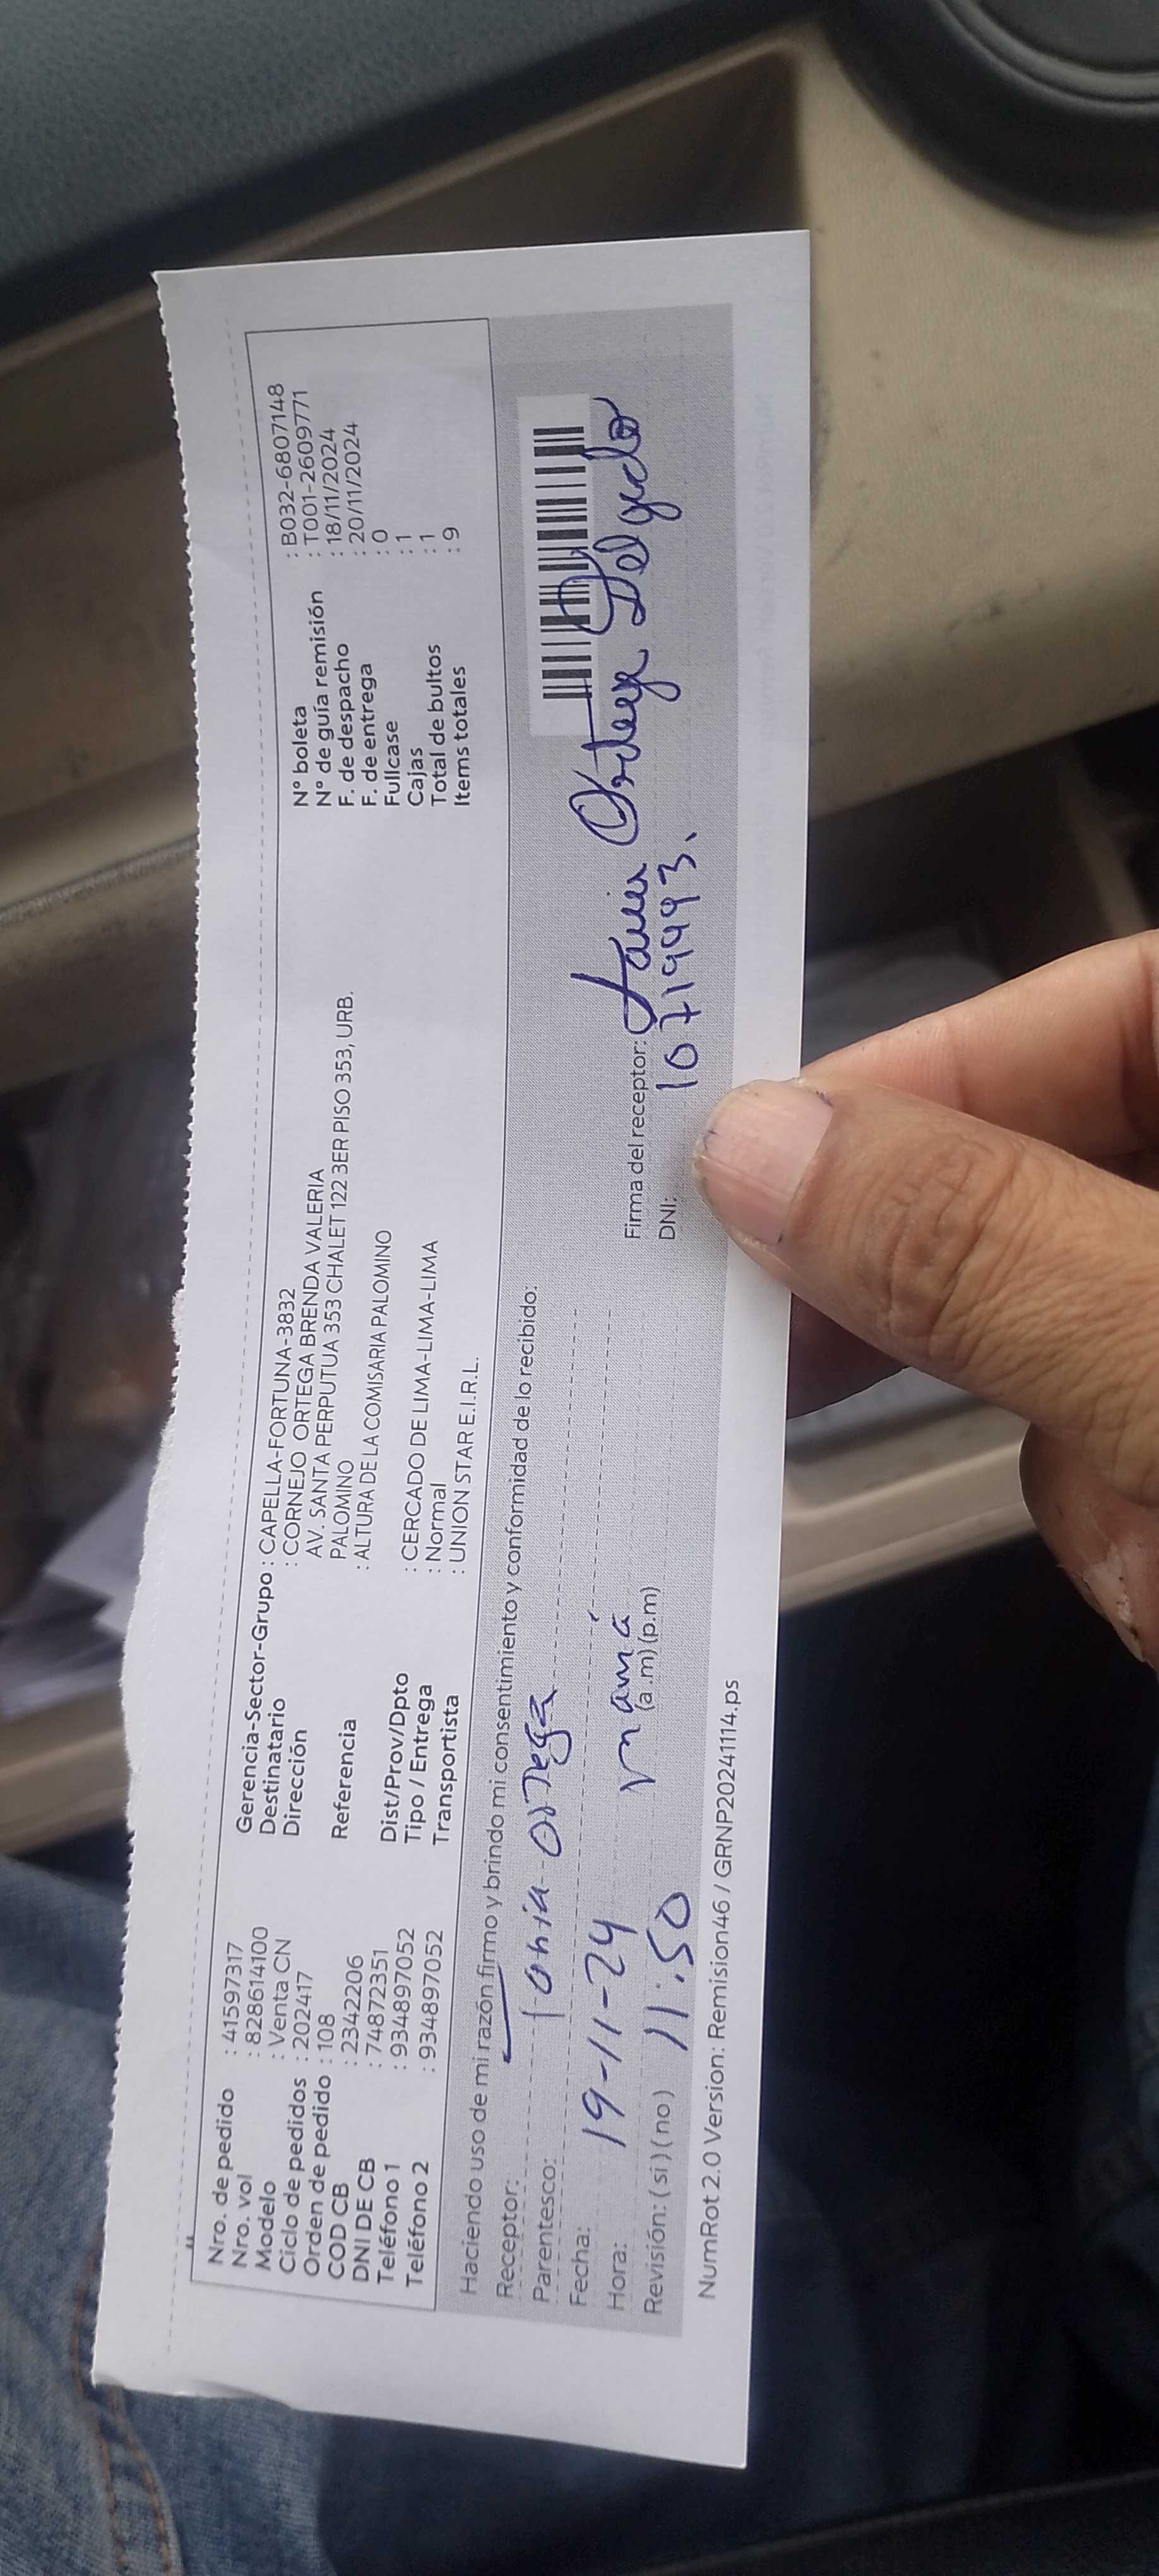 Nro. de pedido : 41597317
Nro. vol : 828614100
Modelo : Venta CN
Ciclo de pedidos : 202417
Orden de pedido : 108
COD CB : 2342206
DNI DE CB : 74872351
Teléfono 1 : 934897052
Teléfono 2 : 934897052
Gerencia-Sector-Grupo : CAPELLA-FORTUNA-3832
Destinatario : CORNEJO ORTEGA BRENDA VALERIA
Dirección AV. SANTA PERPUTUA 353 CHALET 122 3ER PISO 353, URB.
PALOMINO
Referencia : ALTURA DE LA COMISARIA PALOMINO
Dist/Prov/Dpto : CERCADO DE LIMA-LIMA-LIMA
Tipo / Entrega : Normal
Transportista : UNION STAR E.I.R.L.
N° boleta : B032-6807148
N° de guía remisión : T001-2609771
F. de despacho : 18/11/2024
F. de entrega : 20/11/2024
Fullcase : 0
Cajas : 1
Total de bultos : 1
Items totales : 9
Haciendo uso de mi razón firmo y brindo mi consentimiento y conformidad de lo recibido:
Receptor: Tonia Ortega
Parentesco:
Fecha: 19-11-24 mamá
Hora: 11:50 (a.m) (p.m)
Revisión: ( si ) ( no )
Firma del receptor: Ortega Delgado
DNI: 10719993.
NumRot 2.0 Version: Remision46 / GRNP20241114.ps